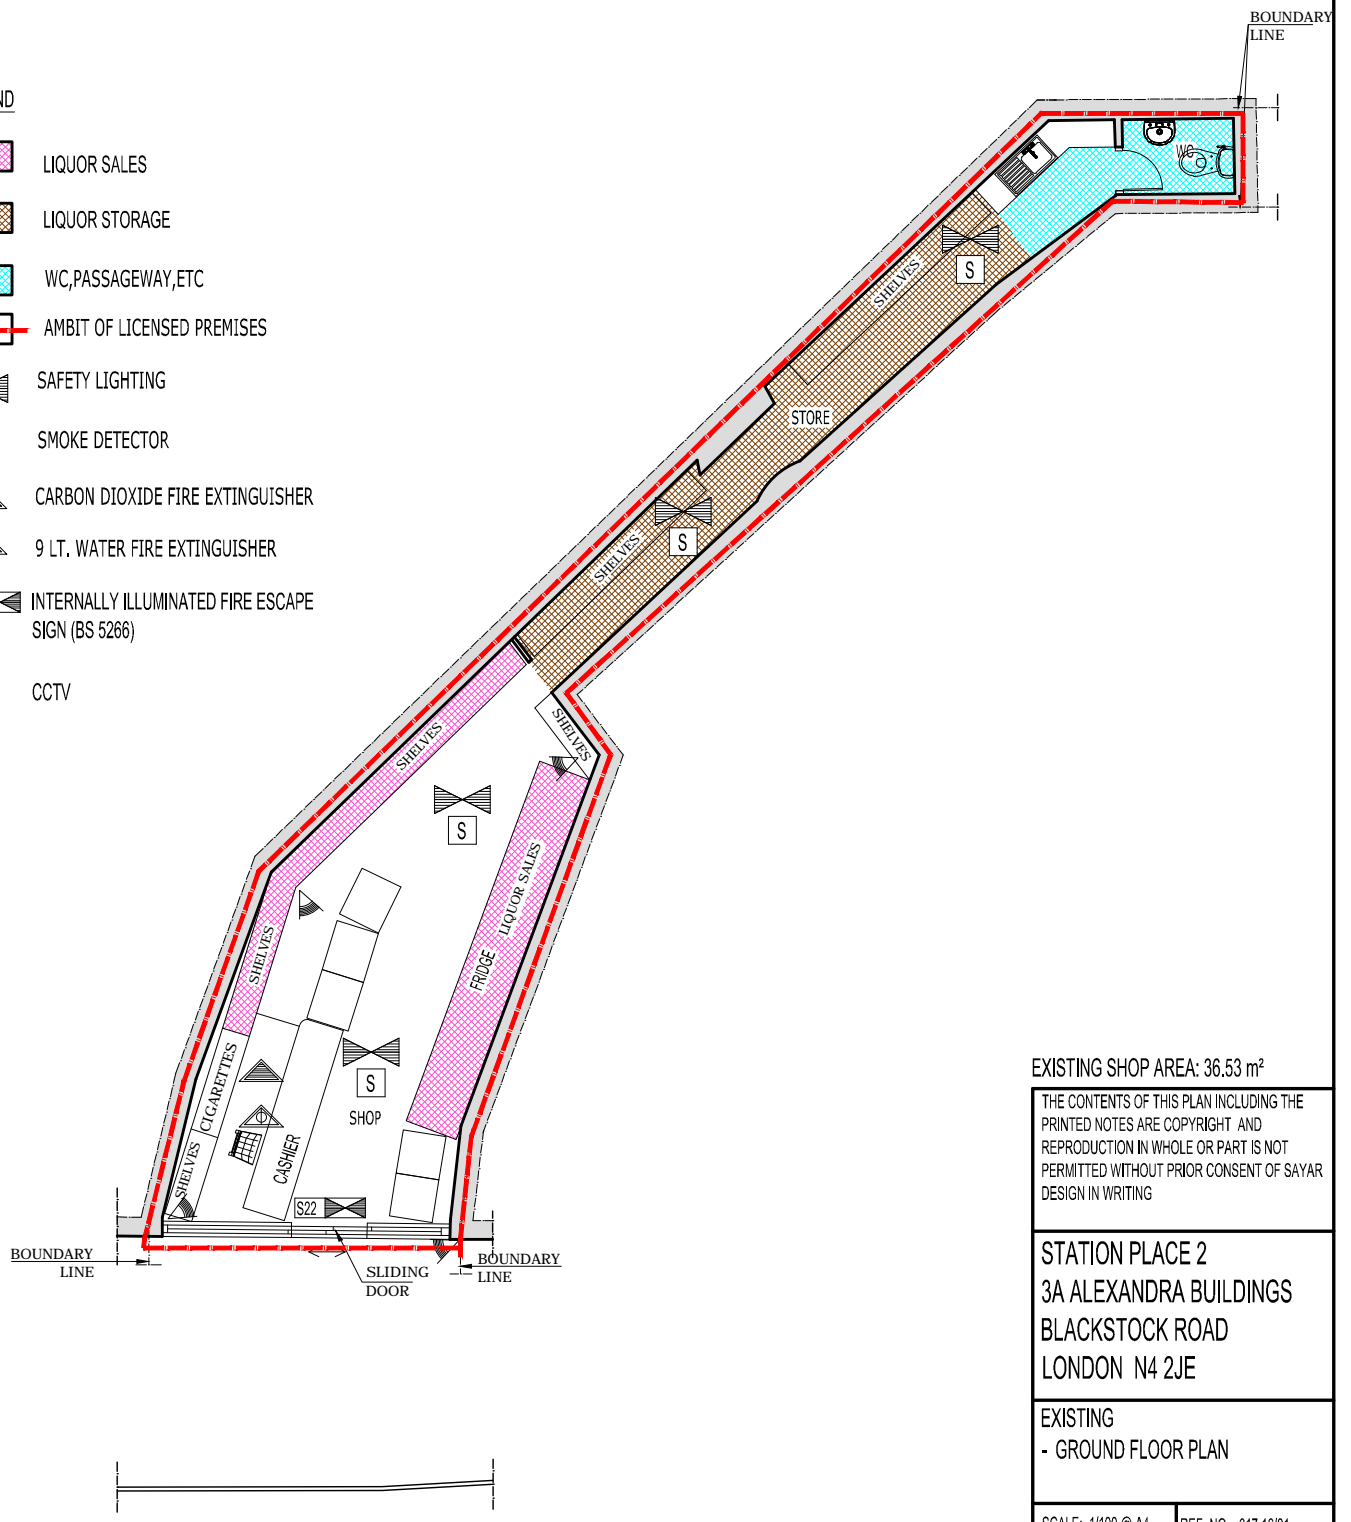 BOUNDARY
LINE
LIQUOR SALES
LIQUOR STORAGE
WC,PASSAGEWAY,ETC
AMBIT OF LICENSED PREMISES
SAFETY LIGHTING
SMOKE DETECTOR
CARBON DIOXIDE FIRE EXTINGUISHER
9 LT. WATER FIRE EXTINGUISHER
INTERNALLY ILLUMINATED FIRE ESCAPE
SIGN (BS 5266)
CCTV
WC
SHELVES
S
STORE
SHELVES
S
SHELVES
SHELVES
S
FRIDGE LIQUOR SALES
SHELVES
CIGARETTES
S
SHOP
CASHIER
SHELVES
S22
BOUNDARY
LINE
SLIDING
DOOR
BOUNDARY
LINE
EXISTING SHOP AREA: 36.53 m²
THE CONTENTS OF THIS PLAN INCLUDING THE
PRINTED NOTES ARE COPYRIGHT AND
REPRODUCTION IN WHOLE OR PART IS NOT
PERMITTED WITHOUT PRIOR CONSENT OF SAYAR
DESIGN IN WRITING
STATION PLACE 2
3A ALEXANDRA BUILDINGS
BLACKSTOCK ROAD
LONDON N4 2JE
EXISTING
- GROUND FLOOR PLAN